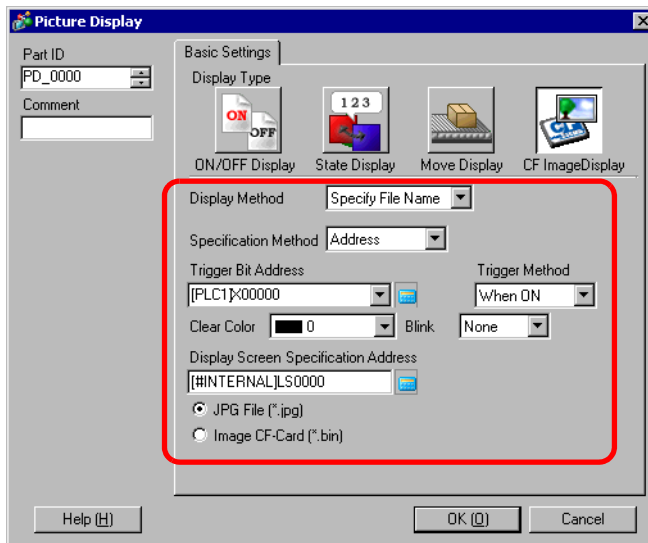 Picture Display
Part ID
PD_0000
Comment
Basic Settings
Display Type
ON
OFF
1 2 3
ON/OFF Display State Display Move Display CF ImageDisplay
Display Method Specify File Name
Specification Method Address
Trigger Bit Address Trigger Method
[PLC1]X00000 When ON
Clear Color 0 Blink None
Display Screen Specification Address
[#INTERNAL]LS0000
JPG File (*.jpg)
Image CF-Card (*.bin)
Help (H) OK (O) Cancel